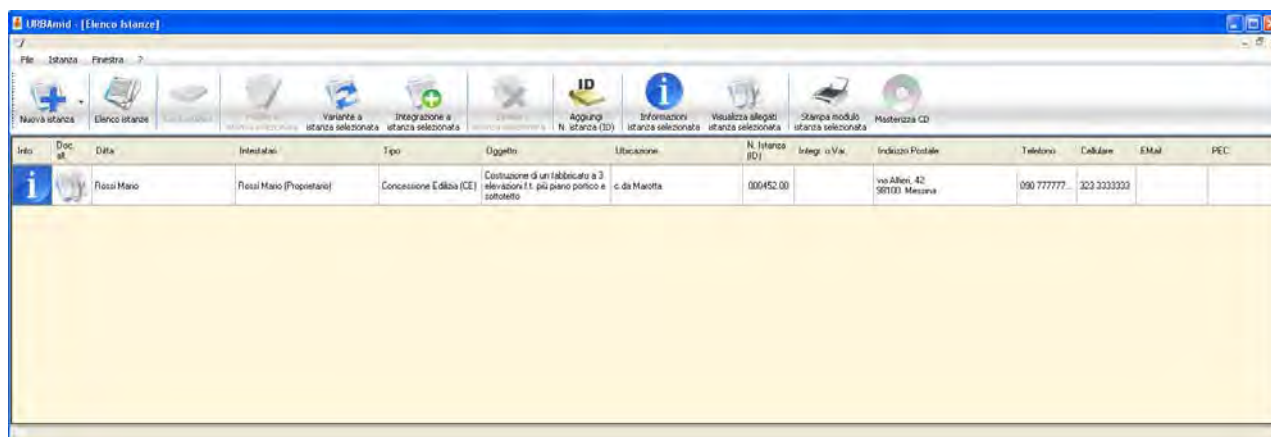 URBAmid - [Elenco Istanze]
File Istanza Finestra ?
Nuova istanza
Elenco istanze
Variante a
istanza selezionata
Integrazione a
istanza selezionata
Aggiungi
N. istanza (ID)
Informazioni
istanza selezionata
Visualizza allegati
istanza selezionata
Stampa modulo
istanza selezionata
Masterizza CD
Info Doc. all. Ditta Intestatari Tipo Oggetto Ubicazione N. Istanza (ID) Integr. o Var. Indirizzo Postale Telefono Cellulare EMail PEC
Rossi Mario
Rossi Mario (Proprietario)
Concessione Edilizia (CE)
Costruzione di un fabbricato a 3
elevazioni f.t. più piano portico e
sottotetto
c.da Marotta
000452.00
via Alfieri, 42
98100 Messina
090 777777...
323 3333333